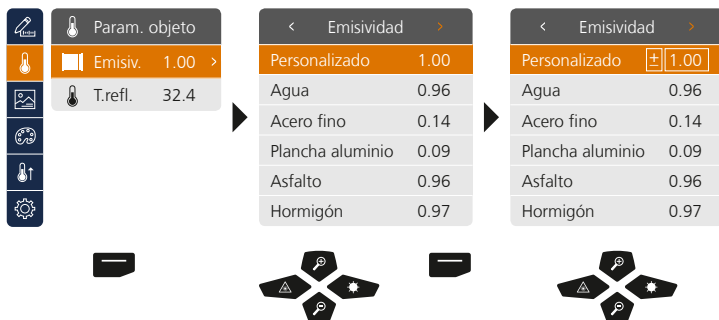 Param. objeto
Emisiv. 1.00 >
T.refl. 32.4
< Emisividad >
Personalizado 1.00
Agua 0.96
Acero fino 0.14
Plancha aluminio 0.09
Asfalto 0.96
Hormigón 0.97
< Emisividad >
Personalizado ± 1.00
Agua 0.96
Acero fino 0.14
Plancha aluminio 0.09
Asfalto 0.96
Hormigón 0.97